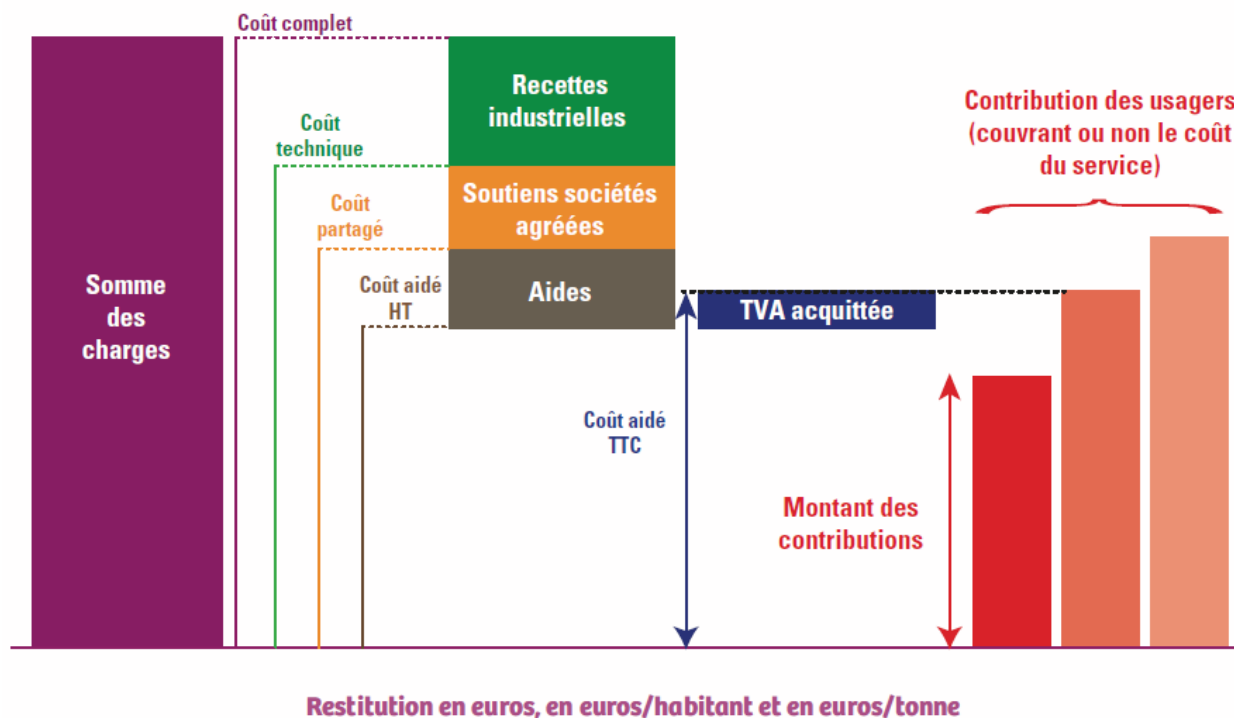 Coût complet
Recettes
industrielles
Contribution des usagers
(couvrant ou non le coût
du service)
Coût
technique
Soutiens sociétés
agréées
Coût
partagé
Somme
des
charges
Coût aidé
HT
Aides
TVA acquittée
Coût aidé
TTC
Montant des
contributions
Restitution en euros, en euros/habitant et en euros/tonne